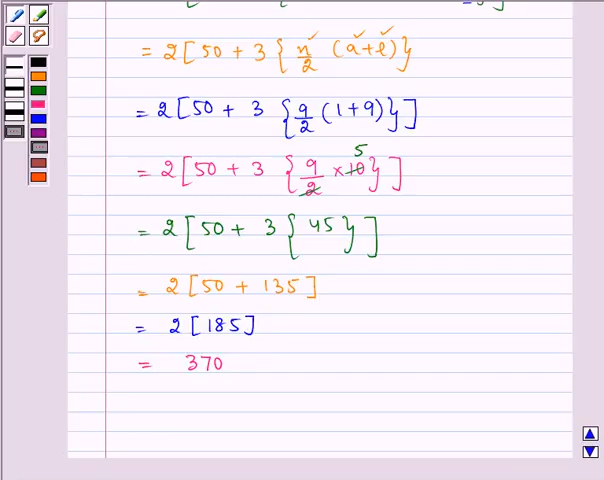 = 2 [ 50 + 3 { n/2 (a+l) }
= 2 [ 50 + 3 { 9/2 (1+9) } ]
= 2 [ 50 + 3 { 9/2 × 10 5 } ]
= 2 [ 50 + 3 { 45 } ]
= 2 [ 50 + 135 ]
= 2 [ 185 ]
= 370